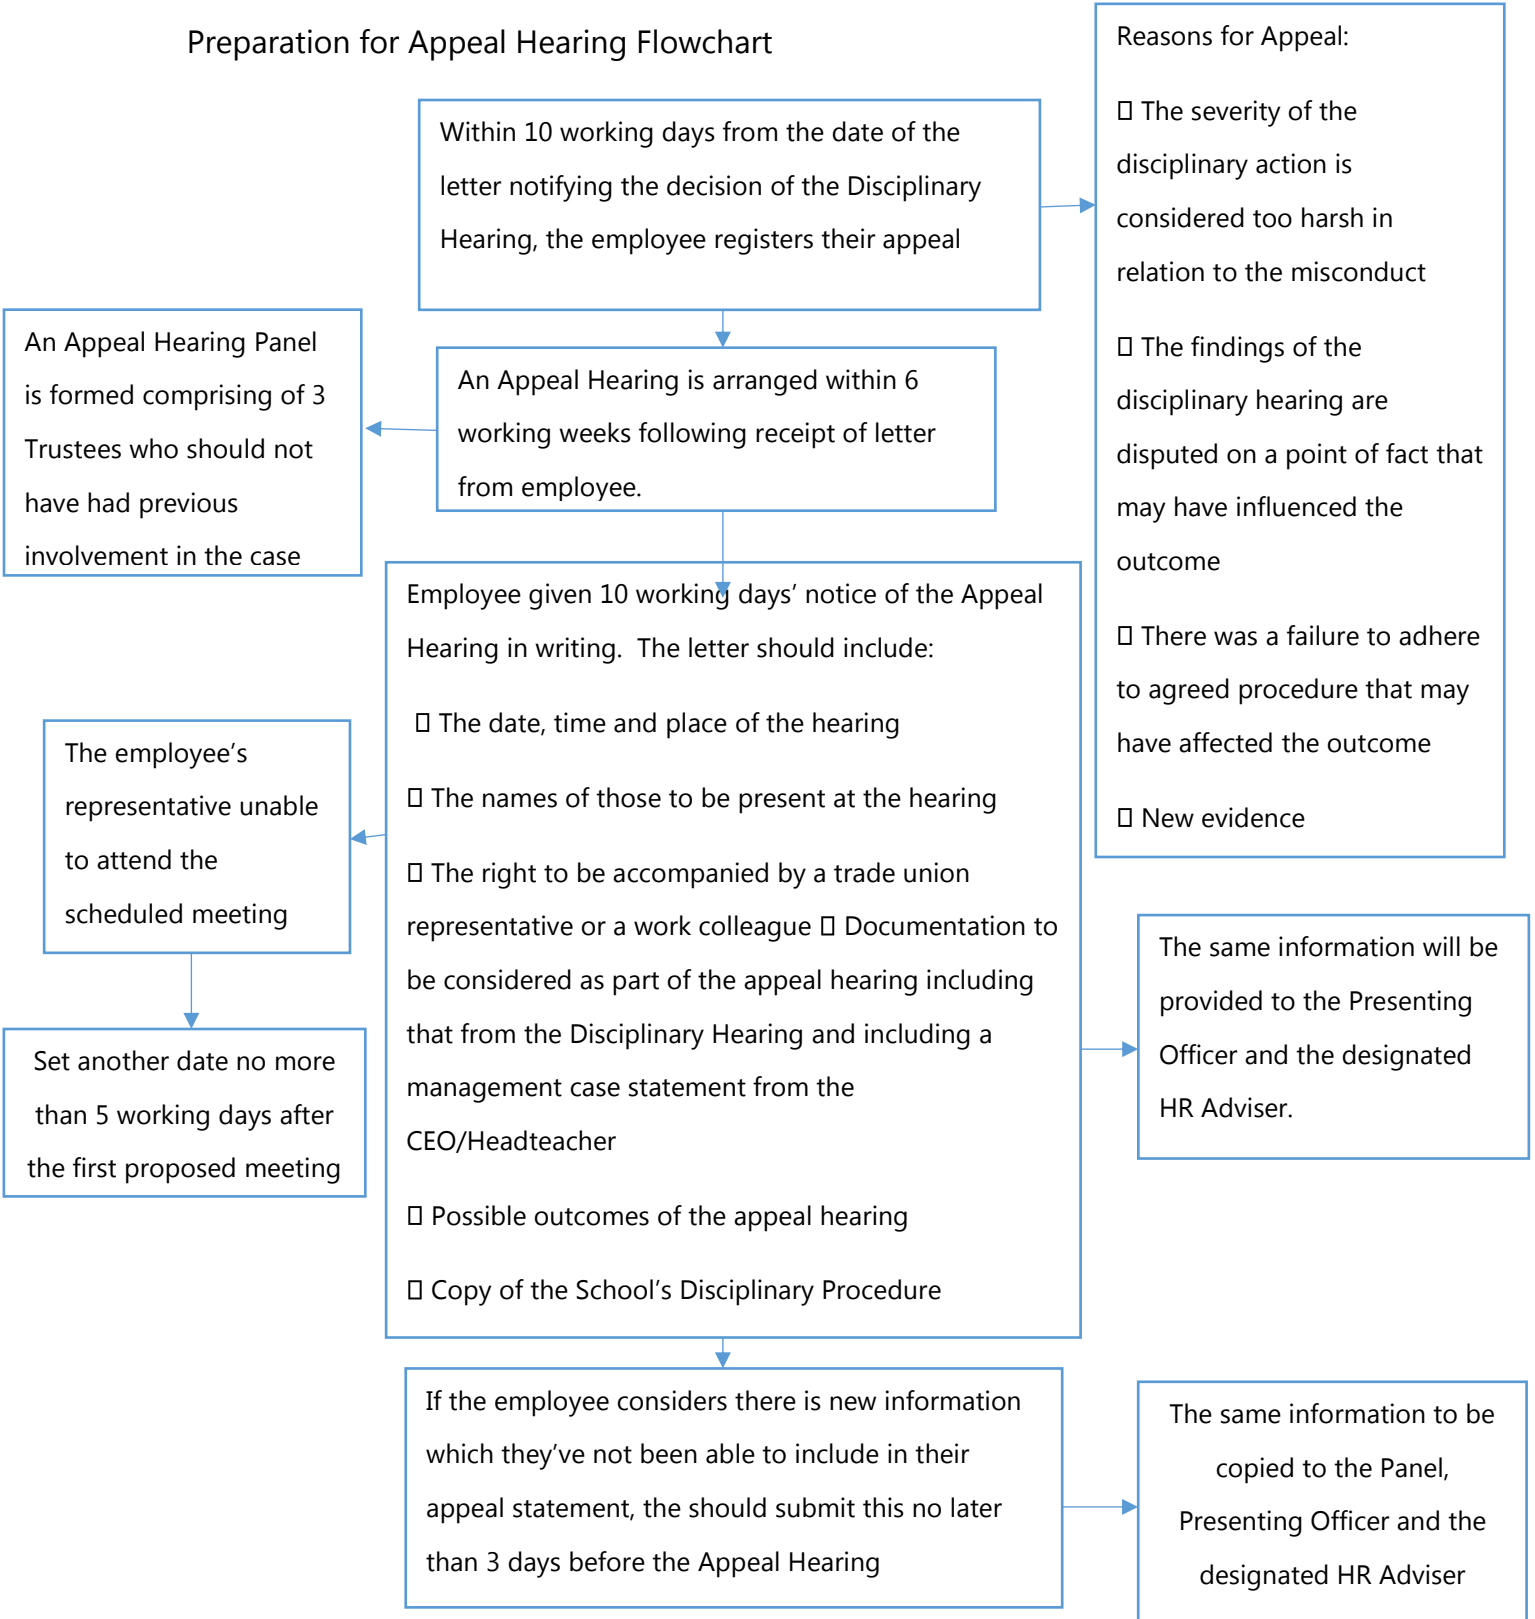 Preparation for Appeal Hearing Flowchart
Within 10 working days from the date of the
letter notifying the decision of the Disciplinary
Hearing, the employee registers their appeal
Reasons for Appeal:
▯ The severity of the
disciplinary action is
considered too harsh in
relation to the misconduct
▯ The findings of the
disciplinary hearing are
disputed on a point of fact that
may have influenced the
outcome
▯ There was a failure to adhere
to agreed procedure that may
have affected the outcome
▯ New evidence
An Appeal Hearing is arranged within 6
working weeks following receipt of letter
from employee.
An Appeal Hearing Panel
is formed comprising of 3
Trustees who should not
have had previous
involvement in the case
Employee given 10 working days’ notice of the Appeal
Hearing in writing.  The letter should include:
▯ The date, time and place of the hearing
▯ The names of those to be present at the hearing
▯ The right to be accompanied by a trade union
representative or a work colleague ▯ Documentation to
be considered as part of the appeal hearing including
that from the Disciplinary Hearing and including a
management case statement from the
CEO/Headteacher
▯ Possible outcomes of the appeal hearing
▯ Copy of the School’s Disciplinary Procedure
The employee’s
representative unable
to attend the
scheduled meeting
Set another date no more
than 5 working days after
the first proposed meeting
The same information will be
provided to the Presenting
Officer and the designated
HR Adviser.
If the employee considers there is new information
which they’ve not been able to include in their
appeal statement, the should submit this no later
than 3 days before the Appeal Hearing
The same information to be
copied to the Panel,
Presenting Officer and the
designated HR Adviser